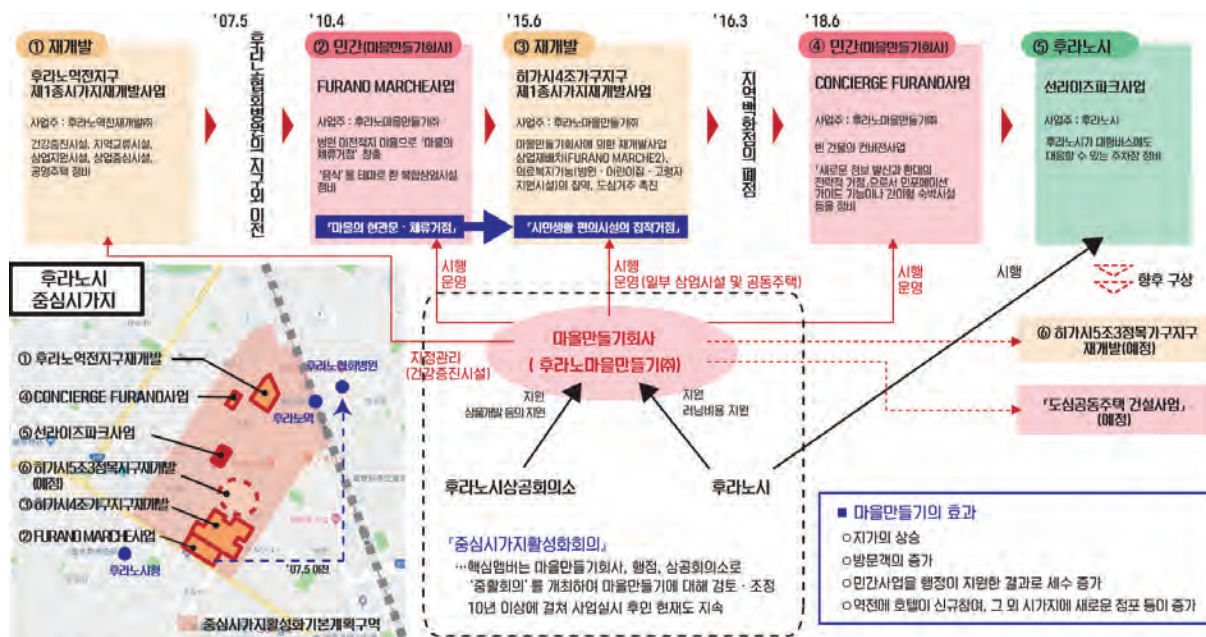 '07.5
'10.4
'15.6
'16.3
'18.6
① 재개발
후라노역전지구
제1종시가지재개발사업
사업주 : 후라노역전재개발㈜
건강증진시설, 지역교류시설,
상업지원시설, 상업중심시설,
공영주택 정비
후라노협회병원의 지구외 이전
② 민간(마을만들기회사)
FURANO MARCHE사업
사업주 : 후라노마을만들기㈜
병원 이전적지 이용으로 '마을의
체류거점' 창출
'음식'을 테마로 한 복합상업시설
정비
『마을의 현관문 · 체류거점』
③ 재개발
히가시4조가구지구
제1종시가지재개발사업
사업주 : 후라노마을만들기㈜
마을만들기회사에 의한 재개발사업
상업재배치(FURANO MARCHE2),
의료복지기능(병원 · 어린이집 · 고령자
지원시설)의 집약, 도심거주 촉진
『시민생활 편의시설의 집적거점』
지역백화점의 폐점
④ 민간(마을만들기회사)
CONCIERGE FURANO사업
사업주 : 후라노마을만들기㈜
빈 건물의 컨버전사업
『새로운 정보 발신과 환대의
전략적 거점』으로서 인포메이션
가이드 기능이나 간이형 숙박시설
등을 정비
⑤ 후라노시
선라이즈파크사업
사업주 : 후라노시
후라노시가 대형버스에도
대응할 수 있는 주차장 정비
시행
운영
시행
운영(일부 상업시설 및 공동주택)
시행
운영
시행
향후 구상
⑥ 히가시5조3정목가구지구
재개발(예정)
『도심공동주택 건설사업』
(예정)
마을만들기회사
( 후라노마을만들기㈜)
지정관리
(건강증진시설)
지원
상품개발 등의 지원
지원
러닝비용 지원
후라노시상공회의소
후라노시
『중심시가지활성화회의』
…핵심멤버는 마을만들기회사, 행정, 상공회의소로
'중활회의'를 개최하여 마을만들기에 대해 검토 · 조정
10년 이상에 걸쳐 사업실시 후인 현재도 지속
■ 마을만들기의 효과
○지가의 상승
○방문객의 증가
○민간사업을 행정이 지원한 결과로 세수 증가
○역전에 호텔이 신규참여, 그 외 시가지에 새로운 점포 등이 증가
후라노시
중심시가지
① 후라노역전지구재개발
④ CONCIERGE FURANO사업
⑤ 선라이즈파크사업
⑥ 히가시5조3정목지구재개발
(예정)
③ 히가시4조가구지구재개발
② FURANO MARCHE사업
후라노협회병원
후라노역
후라노시청
'07.5 이전
중심시가지활성화기본계획구역